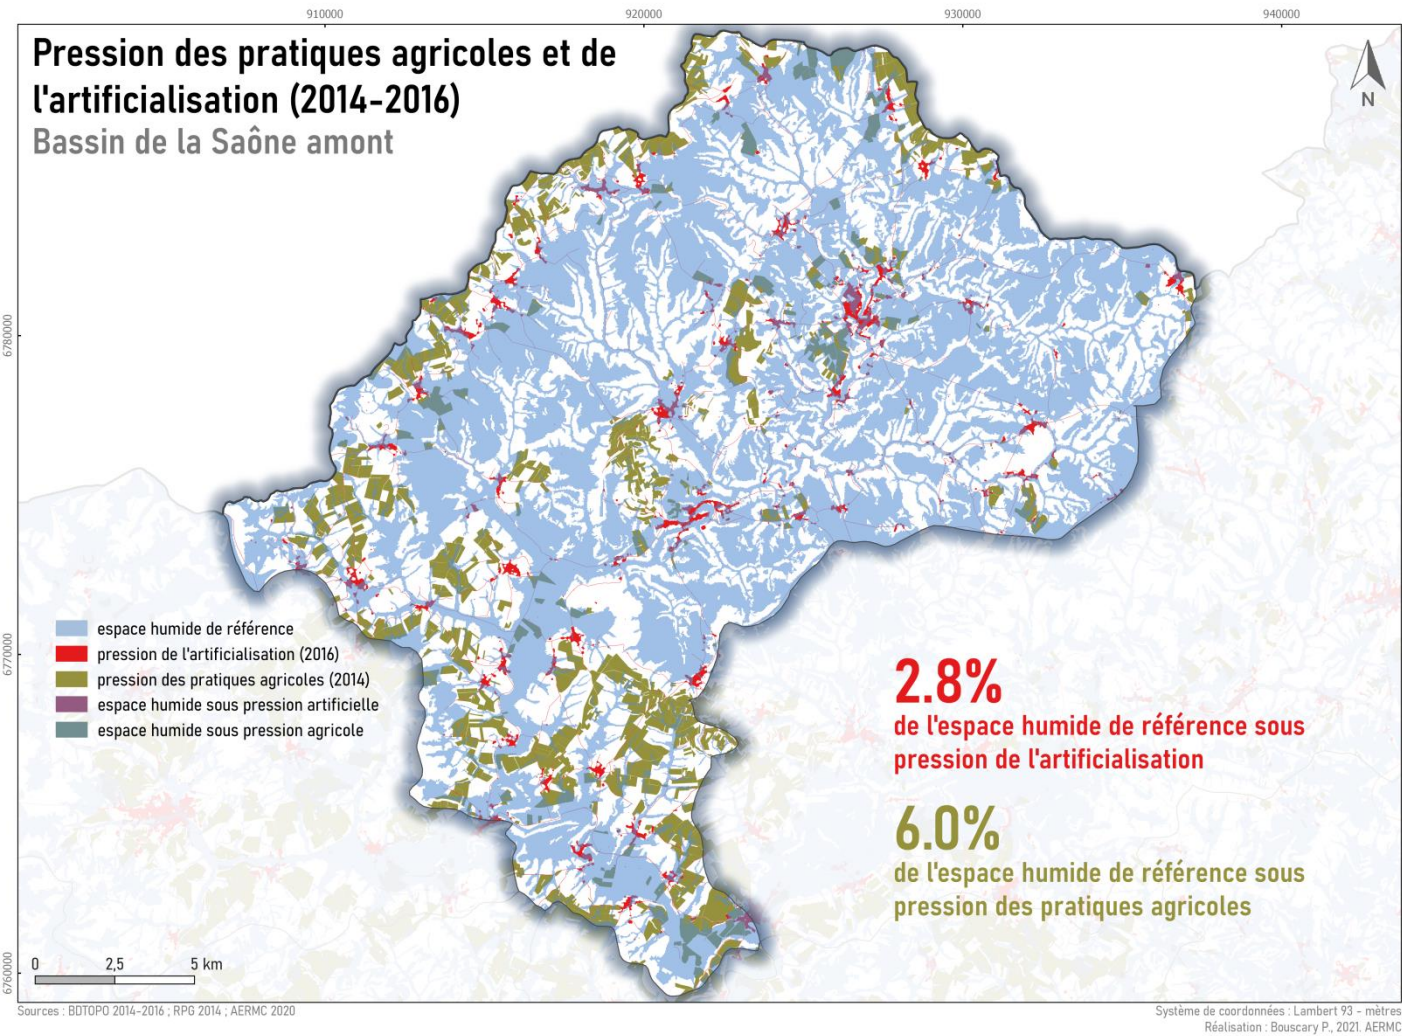 910000
920000
930000
940000
Pression des pratiques agricoles et de
l'artificialisation (2014-2016)
Bassin de la Saône amont
N
6780000
6770000
6760000
espace humide de référence
pression de l'artificialisation (2016)
pression des pratiques agricoles (2014)
espace humide sous pression artificielle
espace humide sous pression agricole
2.8%
de l'espace humide de référence sous
pression de l'artificialisation
6.0%
de l'espace humide de référence sous
pression des pratiques agricoles
0 2,5 5 km
Sources : BDTOPO 2014-2016 ; RPG 2014 ; AERMC 2020
Système de coordonnées : Lambert 93 - mètres
Réalisation : Bouscary P., 2021. AERMC